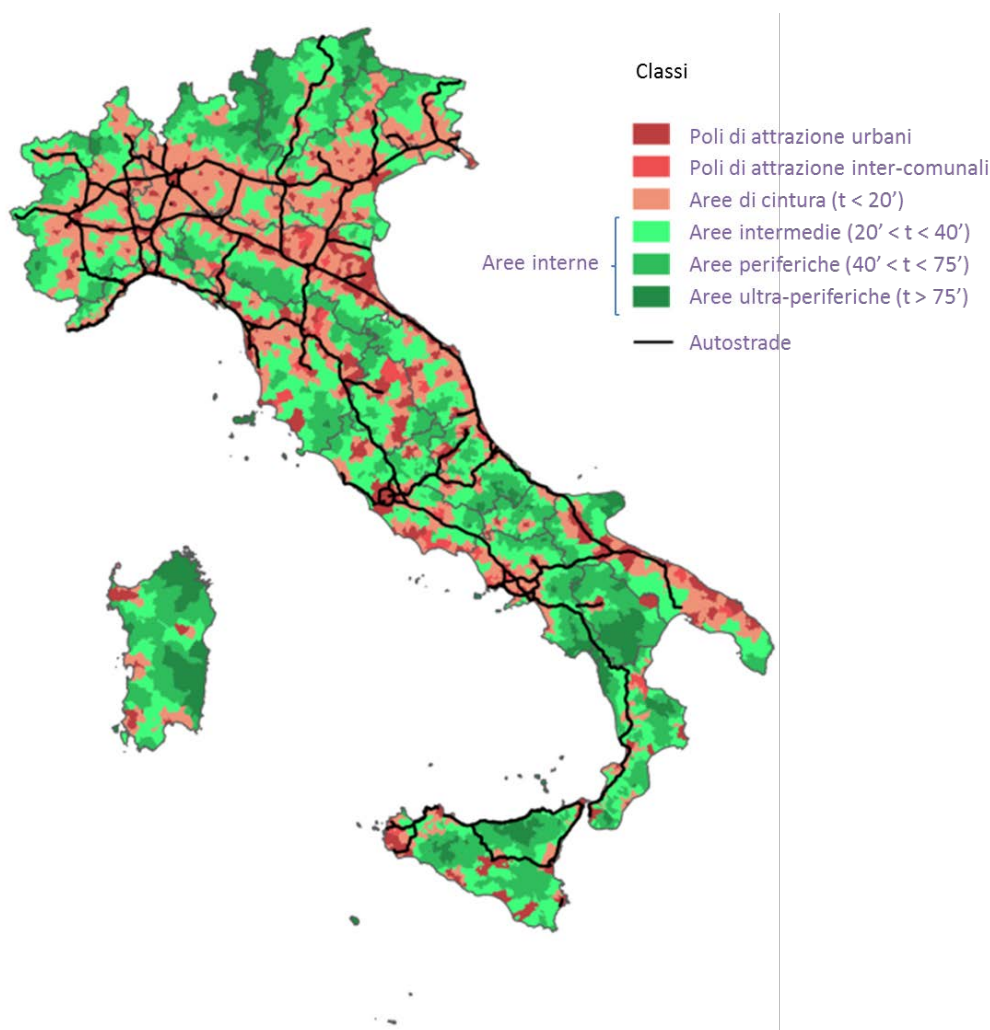 Classi
Poli di attrazione urbani
Poli di attrazione inter-comunali
Aree di cintura (t < 20’)
Aree intermedie (20’ < t < 40’)
Aree interne
Aree periferiche (40’ < t < 75’)
Aree ultra-periferiche (t > 75’)
Autostrade